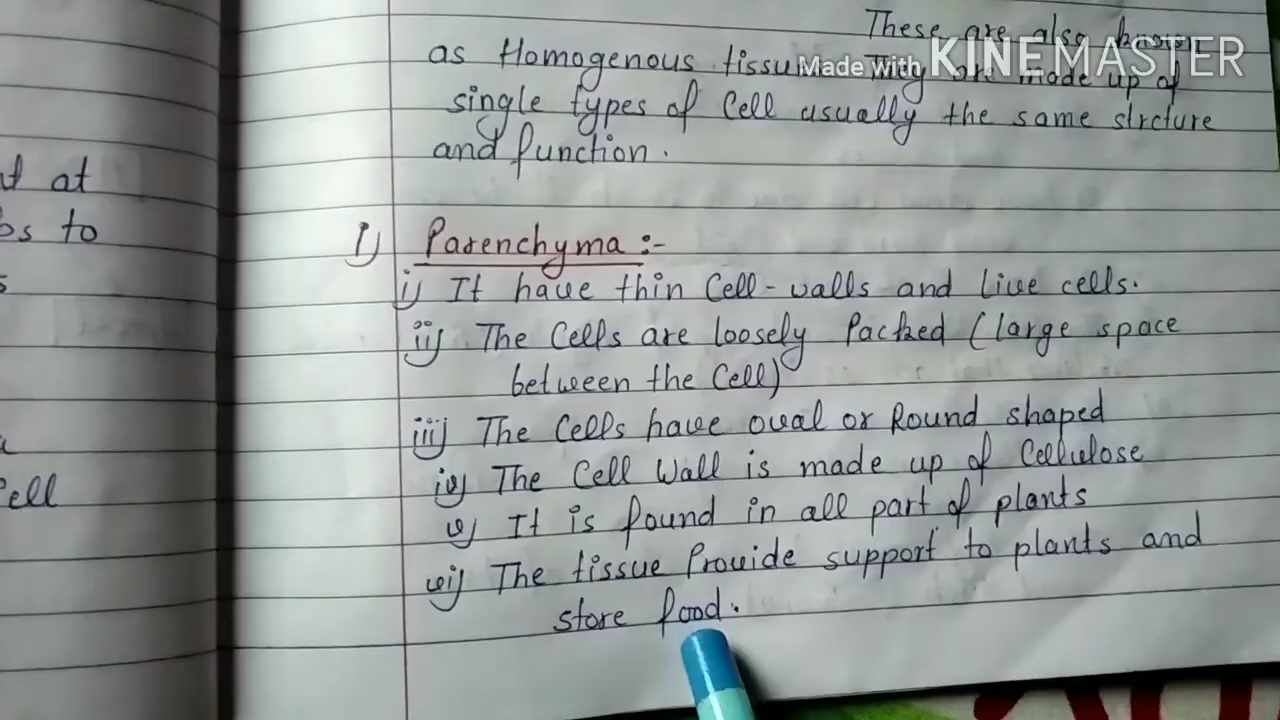 These are also known
as Homogenous tissue. They are made up of
Made with KINEMASTER
single types of Cell usually the same strcture
and function.
t at
bs to
s
1) Parenchyma :-
i) It have thin Cell-walls and live cells.
ii) The Cells are loosely Packed (large space
between the Cell)
iii) The Cells have oval or Round shaped
iv) The Cell Wall is made up of Cellulose
Cell
v) It is found in all part of plants
vi) The tissue Provide support to plants and
store food.